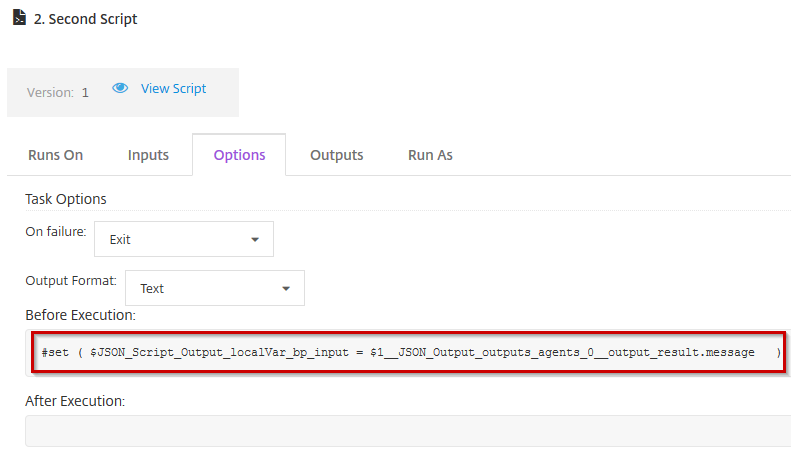 2. Second Script
Version: 1 View Script
Runs On Inputs Options Outputs Run As
Task Options
On failure: Exit
Output Format: Text
Before Execution:
#set ( $JSON_Script_Output_localVar_bp_input = $1__JSON_Output_outputs_agents_0__output_result.message )
After Execution: